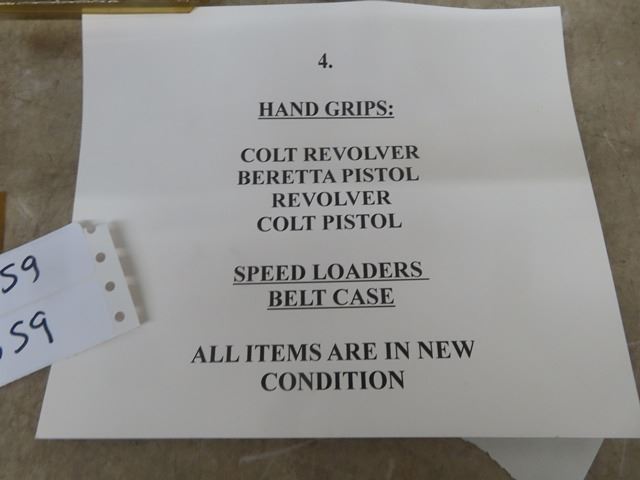 4.
HAND GRIPS:
COLT REVOLVER
BERETTA PISTOL
REVOLVER
COLT PISTOL
SPEED LOADERS
BELT CASE
ALL ITEMS ARE IN NEW
CONDITION
59
59